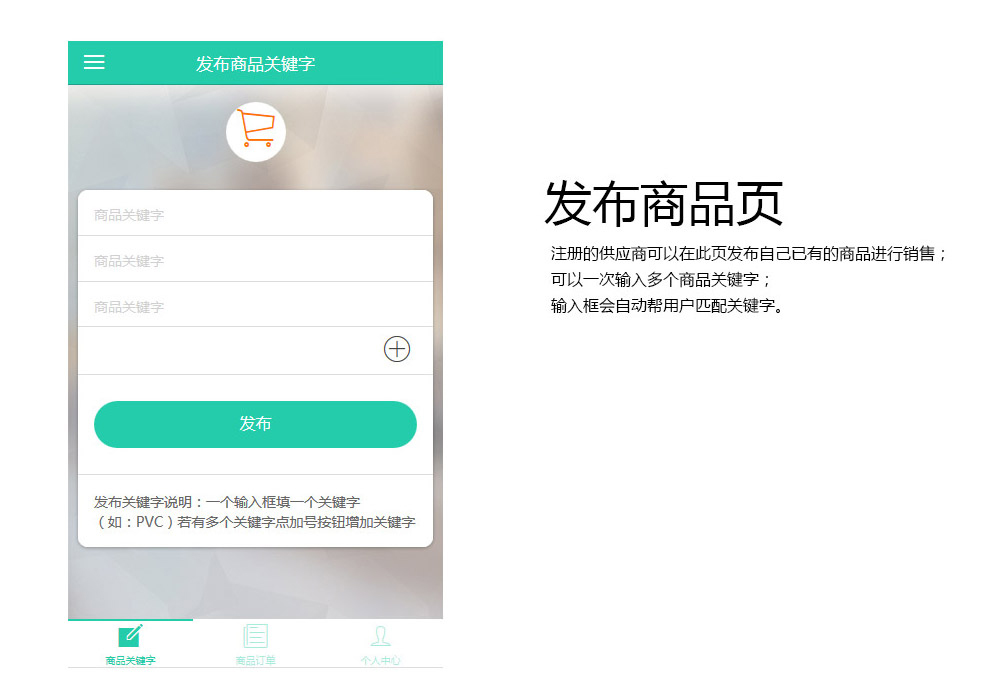 发布商品关键字
商品关键字
商品关键字
商品关键字
发布
发布关键字说明：一个输入框填一个关键字
（如：PVC）若有多个关键字点加号按钮增加关键字
商品关键字
商品订单
个人中心
发布商品页
注册的供应商可以在此页发布自己已有的商品进行销售；
可以一次输入多个商品关键字；
输入框会自动帮用户匹配关键字。